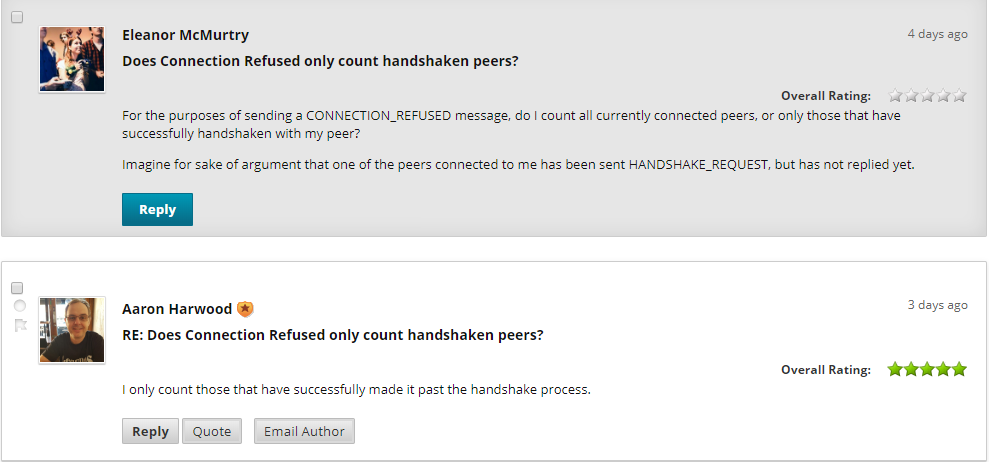 Eleanor McMurtry
4 days ago
Does Connection Refused only count handshaken peers?
Overall Rating:
For the purposes of sending a CONNECTION_REFUSED message, do I count all currently connected peers, or only those that have
successfully handshaken with my peer?
Imagine for sake of argument that one of the peers connected to me has been sent HANDSHAKE_REQUEST, but has not replied yet.
Reply
Aaron Harwood
3 days ago
RE: Does Connection Refused only count handshaken peers?
Overall Rating:
I only count those that have successfully made it past the handshake process.
Reply Quote Email Author